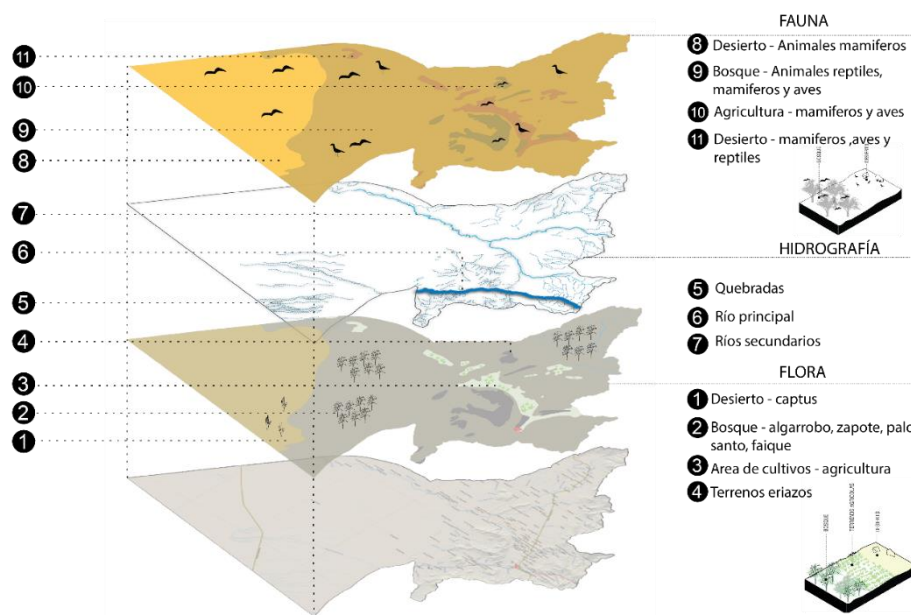 FAUNA
8 Desierto - Animales mamiferos
9 Bosque - Animales reptiles,
mamiferos y aves
10 Agricultura - mamiferos y aves
11 Desierto - mamiferos ,aves y
reptiles
HIDROGRAFÍA
5 Quebradas
6 Río principal
7 Ríos secundarios
FLORA
1 Desierto - captus
2 Bosque - algarrobo, zapote, palo
santo, faique
3 Area de cultivos - agricultura
4 Terrenos eriazos
11
10
9
8
7
6
5
4
3
2
1